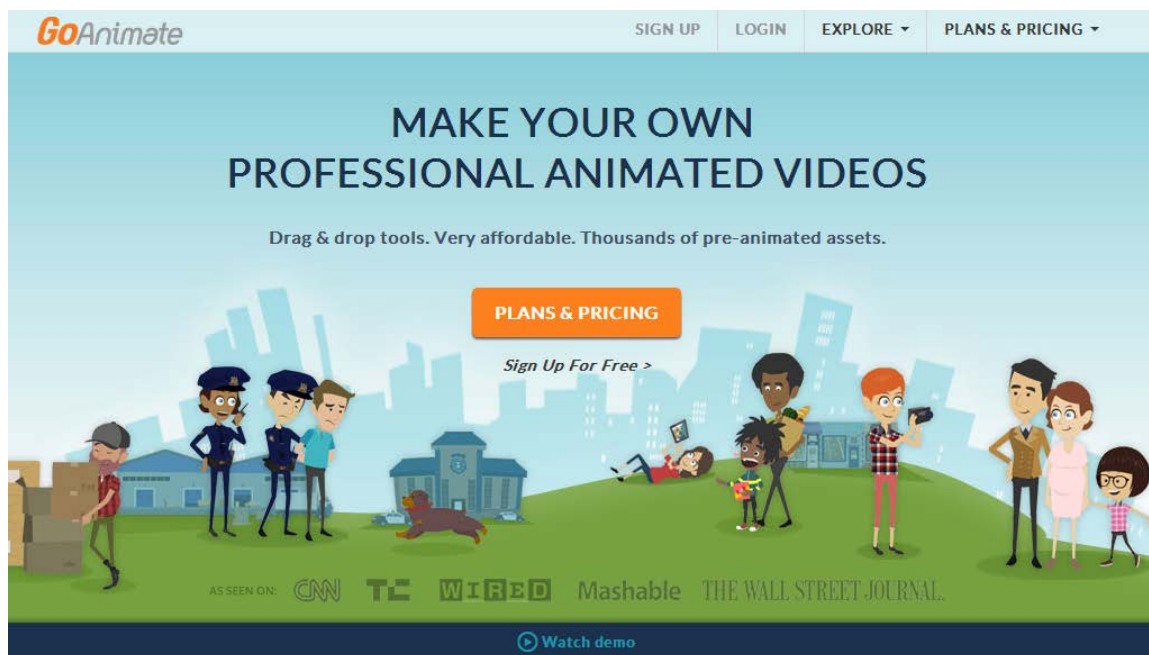 GoAnimate
SIGN UP
LOGIN
EXPLORE
PLANS & PRICING
MAKE YOUR OWN
PROFESSIONAL ANIMATED VIDEOS
Drag & drop tools. Very affordable. Thousands of pre-animated assets.
PLANS & PRICING
Sign Up For Free >
AS SEEN ON: CNN TC WIRED Mashable THE WALL STREET JOURNAL.
Watch demo